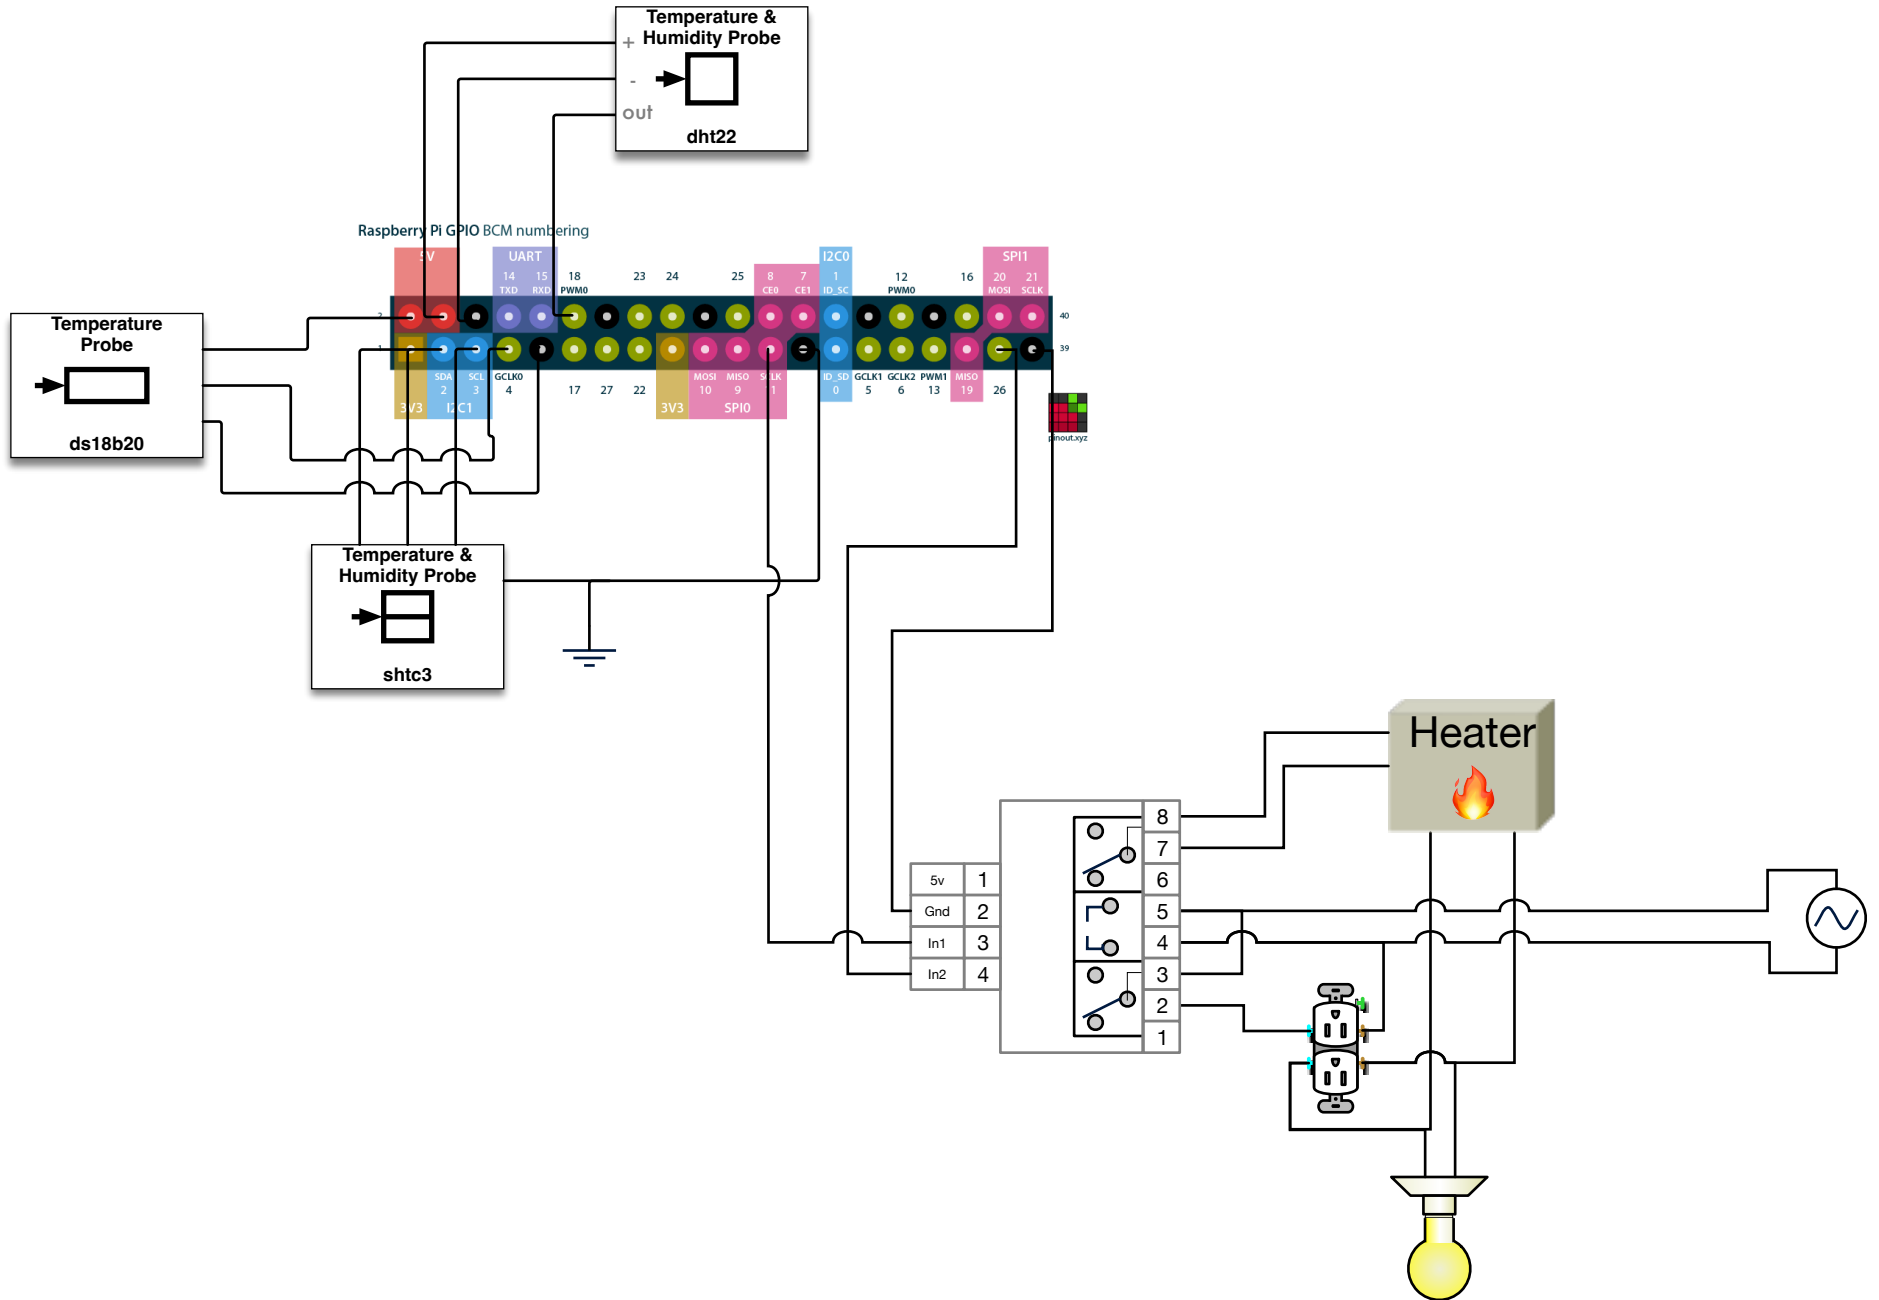 Temperature &
Humidity Probe
+
-
out
dht22
Raspberry Pi GPIO BCM numbering
5V
UART
I2C0
SPI1
14
15
18
23
24
25
8
7
1
12
16
20
21
TXD
RXD
PWM0
CE0
CE1
ID_SC
PWM0
MOSI
SCLK
2
40
1
39
SDA
SCL
GCLK0
MOSI
MISO
SCLK
ID_SD
GCLK1
GCLK2
PWM1
MISO
2
3
4
17
27
22
10
9
0
5
6
13
19
26
3V3
I2C1
3V3
SPI0
pinout.xyz
Temperature
Probe
ds18b20
Temperature &
Humidity Probe
shtc3
Heater
8
7
6
5
4
3
2
1
5v 1
Gnd 2
In1 3
In2 4